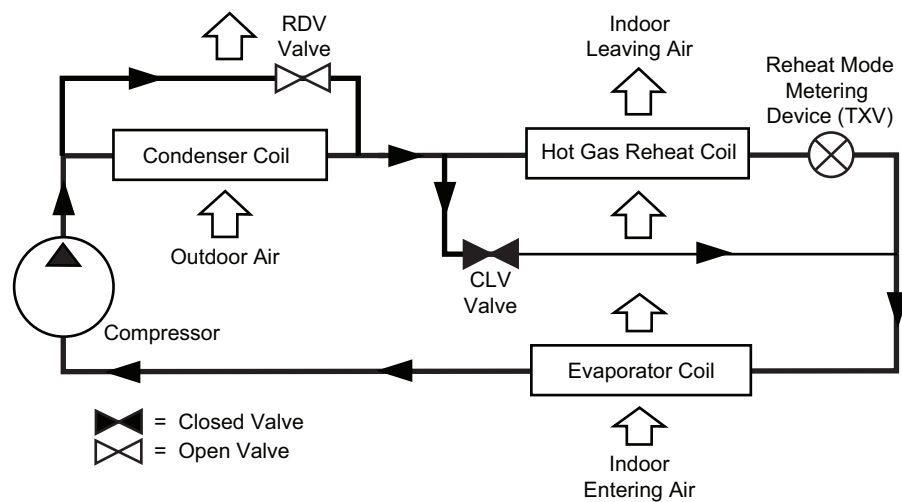 RDV
Valve
Indoor
Leaving Air
Reheat Mode
Metering
Device (TXV)
Condenser Coil
Hot Gas Reheat Coil
Outdoor Air
CLV
Valve
Compressor
Evaporator Coil
= Closed Valve
= Open Valve
Indoor
Entering Air